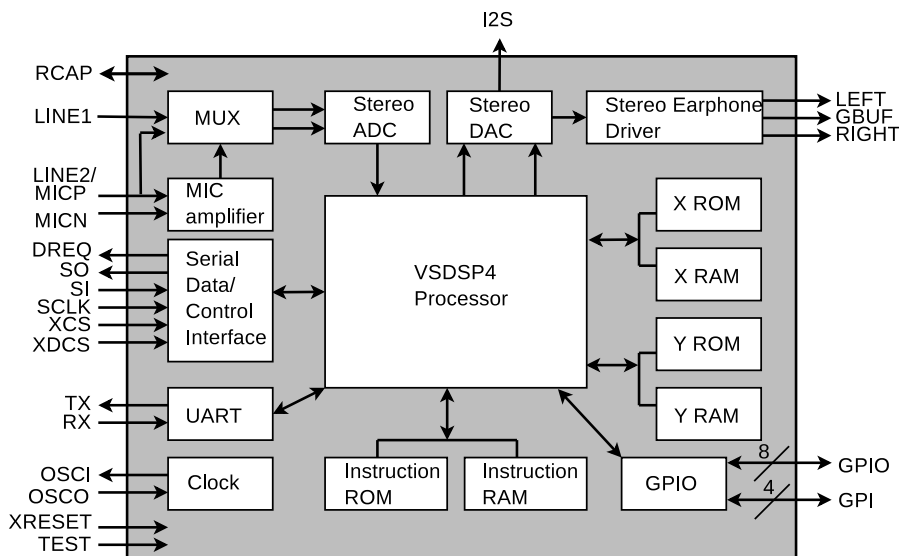 I2S
RCAP
LINE1
LINE2/
MICP
MICN
DREQ
SO
SI
SCLK
XCS
XDCS
TX
RX
OSCI
OSCO
XRESET
TEST
MUX
Stereo
ADC
Stereo
DAC
Stereo Earphone
Driver
LEFT
GBUF
RIGHT
MIC
amplifier
Serial
Data/
Control
Interface
VSDSP4
Processor
X ROM
X RAM
Y ROM
Y RAM
UART
Clock
Instruction
ROM
Instruction
RAM
GPIO
8
GPIO
4
GPI